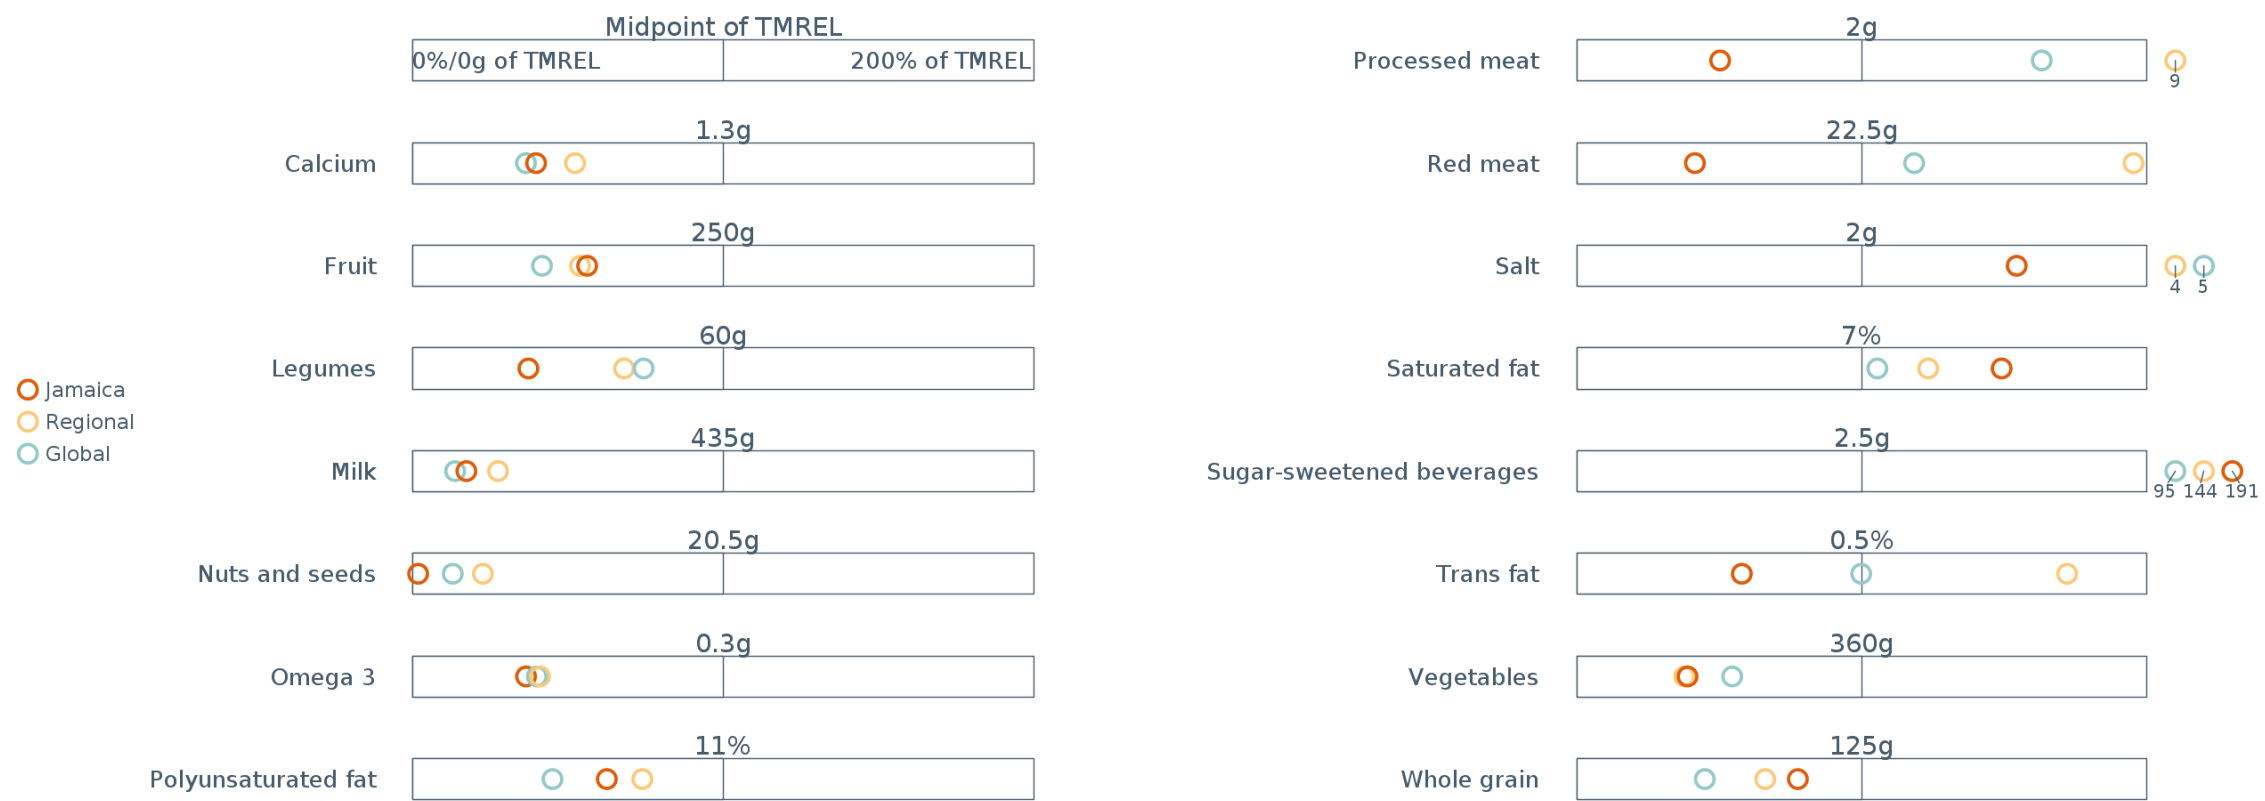 Midpoint of TMREL
0%/0g of TMREL 200% of TMREL
Calcium 1.3g
Fruit 250g
Legumes 60g
Milk 435g
Nuts and seeds 20.5g
Omega 3 0.3g
Polyunsaturated fat 11%
Jamaica
Regional
Global
Processed meat 2g
9
Red meat 22.5g
Salt 2g
4 5
Saturated fat 7%
Sugar-sweetened beverages 2.5g
95 144 191
Trans fat 0.5%
Vegetables 360g
Whole grain 125g